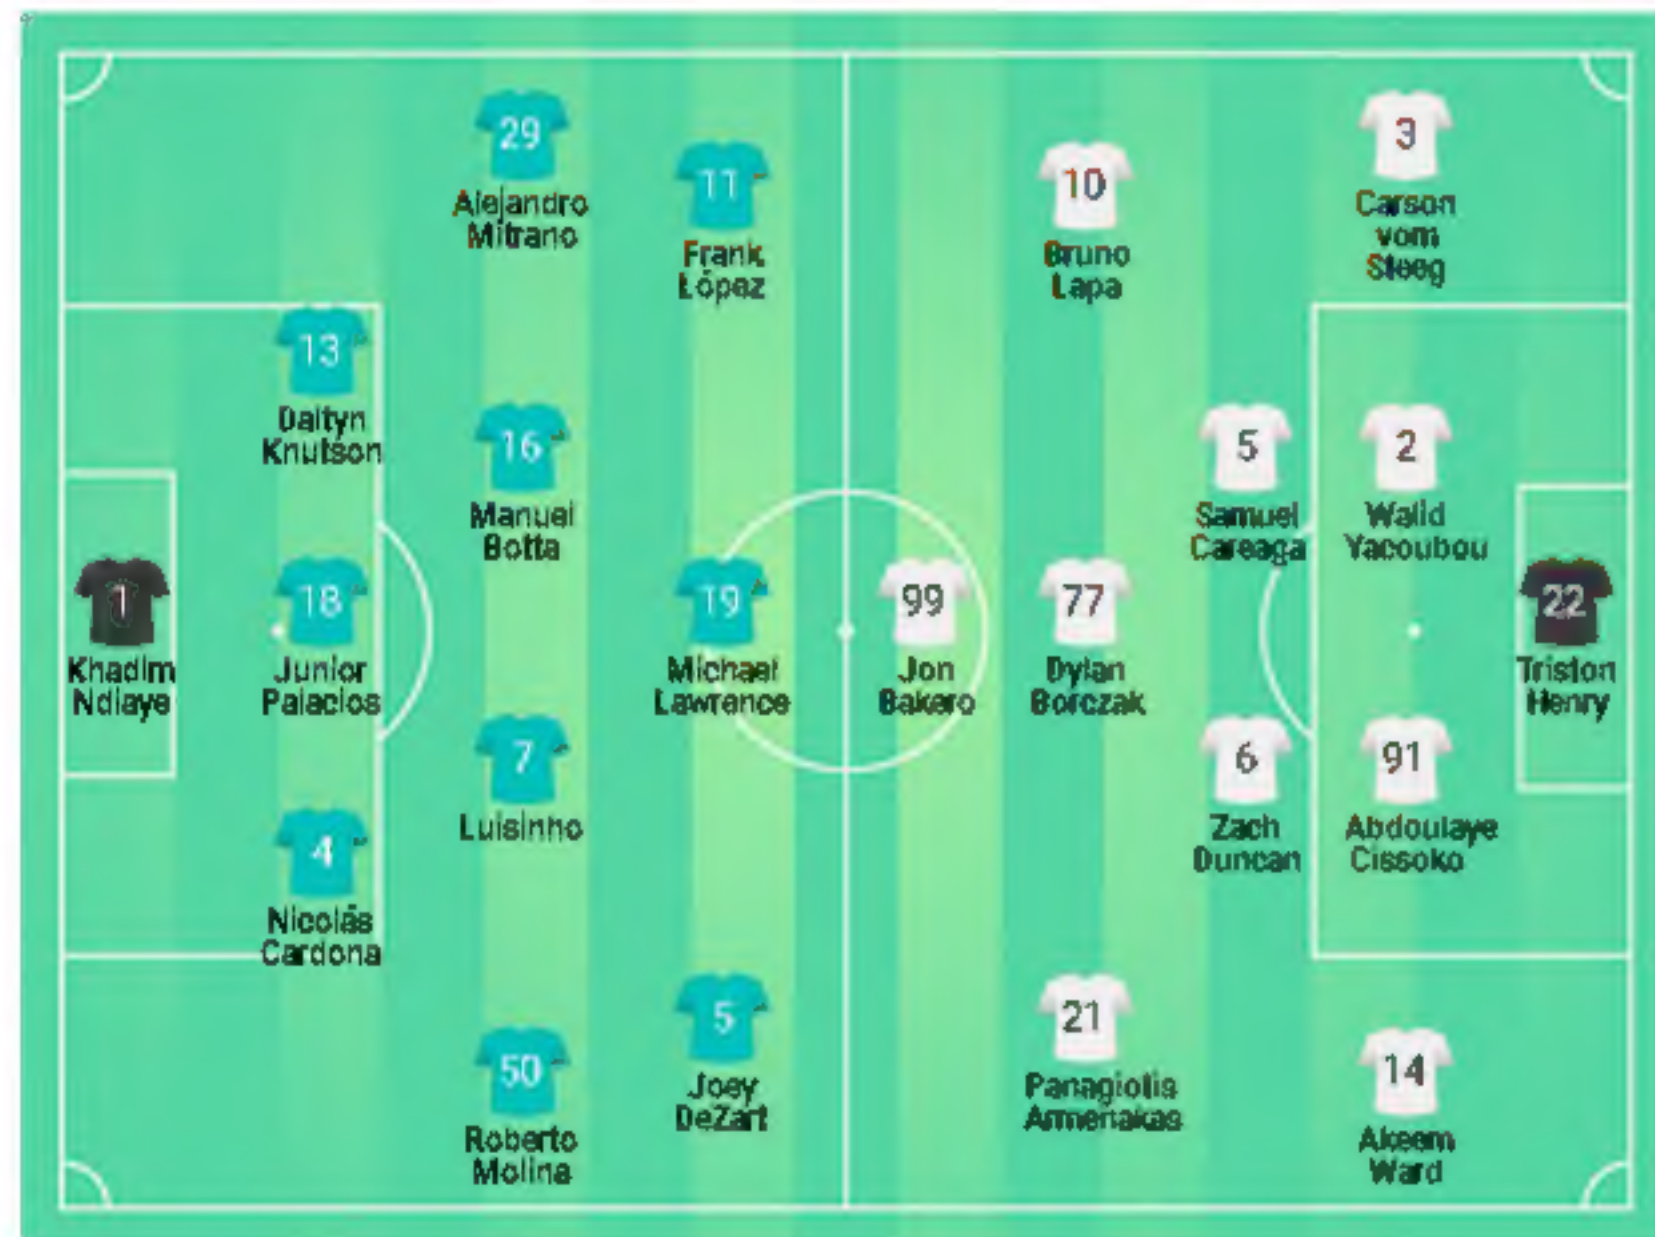 29
Alejandro
Mitrano
11
Frank
López
10
Bruno
Lapa
3
Carson
vom
Steeg
13
Daltyn
Knutson
16
Manuel
Botta
5
Samuel
Careaga
2
Walid
Yacoubou
1
Khadim
Ndiaye
18
Junior
Palacios
19
Michael
Lawrence
99
Jon
Bakero
77
Dylan
Borczak
22
Triston
Henry
7
Luisinho
6
Zach
Duncan
91
Abdoulaye
Cissoko
4
Nicolás
Cardona
50
Roberto
Molina
5
Joey
DeZart
21
Panagiotis
Armenakas
14
Akeem
Ward